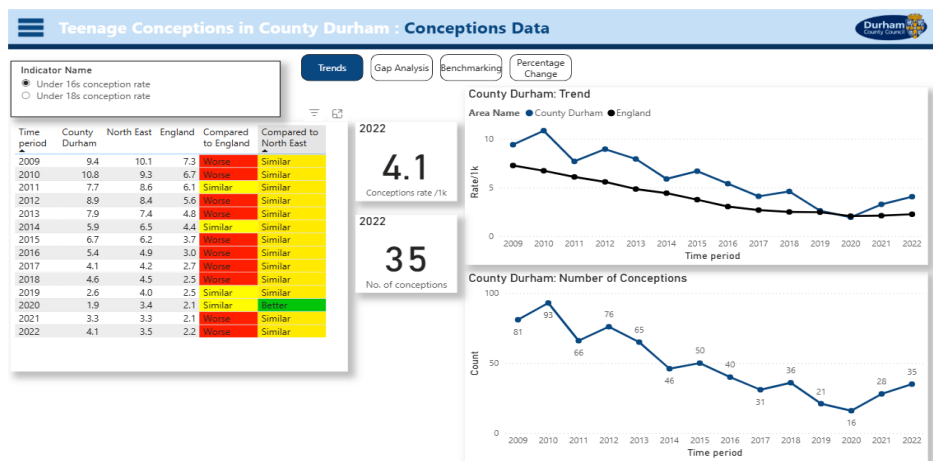 Teenage Conceptions in County Durham : Conceptions Data
Durham
County Council
Indicator Name
Under 16s conception rate
Under 18s conception rate
Trends
Gap Analysis
Benchmarking
Percentage
Change
Time period County Durham North East England Compared to England Compared to North East
2009 9.4 10.1 7.3 Worse Similar
2010 10.8 9.3 6.7 Worse Similar
2011 7.7 8.6 6.1 Similar Similar
2012 8.9 8.4 5.6 Worse Similar
2013 7.9 7.4 4.8 Worse Similar
2014 5.9 6.5 4.4 Similar Similar
2015 6.7 6.2 3.7 Worse Similar
2016 5.4 4.9 3.0 Worse Similar
2017 4.1 4.2 2.7 Worse Similar
2018 4.6 4.5 2.5 Worse Similar
2019 2.6 4.0 2.5 Similar Similar
2020 1.9 3.4 2.1 Similar Better
2021 3.3 3.3 2.1 Worse Similar
2022 4.1 3.5 2.2 Worse Similar
2022
4.1
Conceptions rate /1k
2022
35
No. of conceptions
County Durham: Trend
Area Name County Durham England
Rate/1k
10
5
0
2009 2010 2011 2012 2013 2014 2015 2016 2017 2018 2019 2020 2021 2022
Time period
County Durham: Number of Conceptions
Count
100
50
0
81 93 66 76 65 46 50 40 31 36 21 16 28 35
2009 2010 2011 2012 2013 2014 2015 2016 2017 2018 2019 2020 2021 2022
Time period